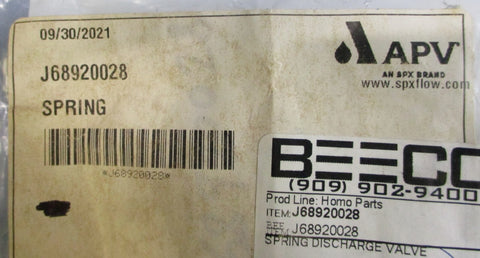 09/30/2021
J68920028
SPRING
*J68920028*
APV
AN SPX BRAND
www.spxflow.com
BEECO
(909) 902-9400
Prod Line: Homo Parts
ITEM: J68920028
J68920028
SPRING DISCHARGE VALVE